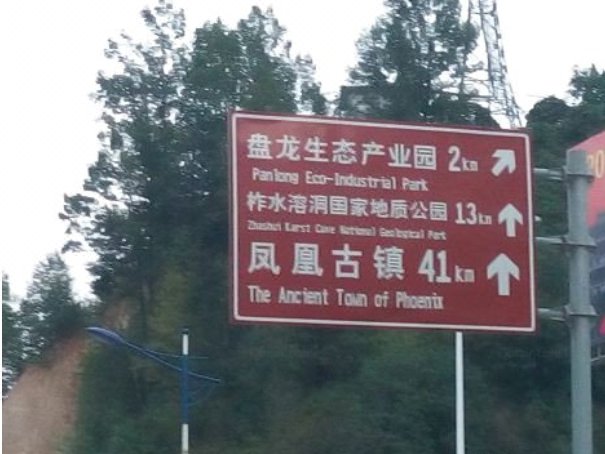 盘龙生态产业园 2km
Panlong Eco-Industrial Park
柞水溶洞国家地质公园 13km
Zhashui Karst Cave National Geological Park
凤凰古镇 41km
The Ancient Town of Phoenix